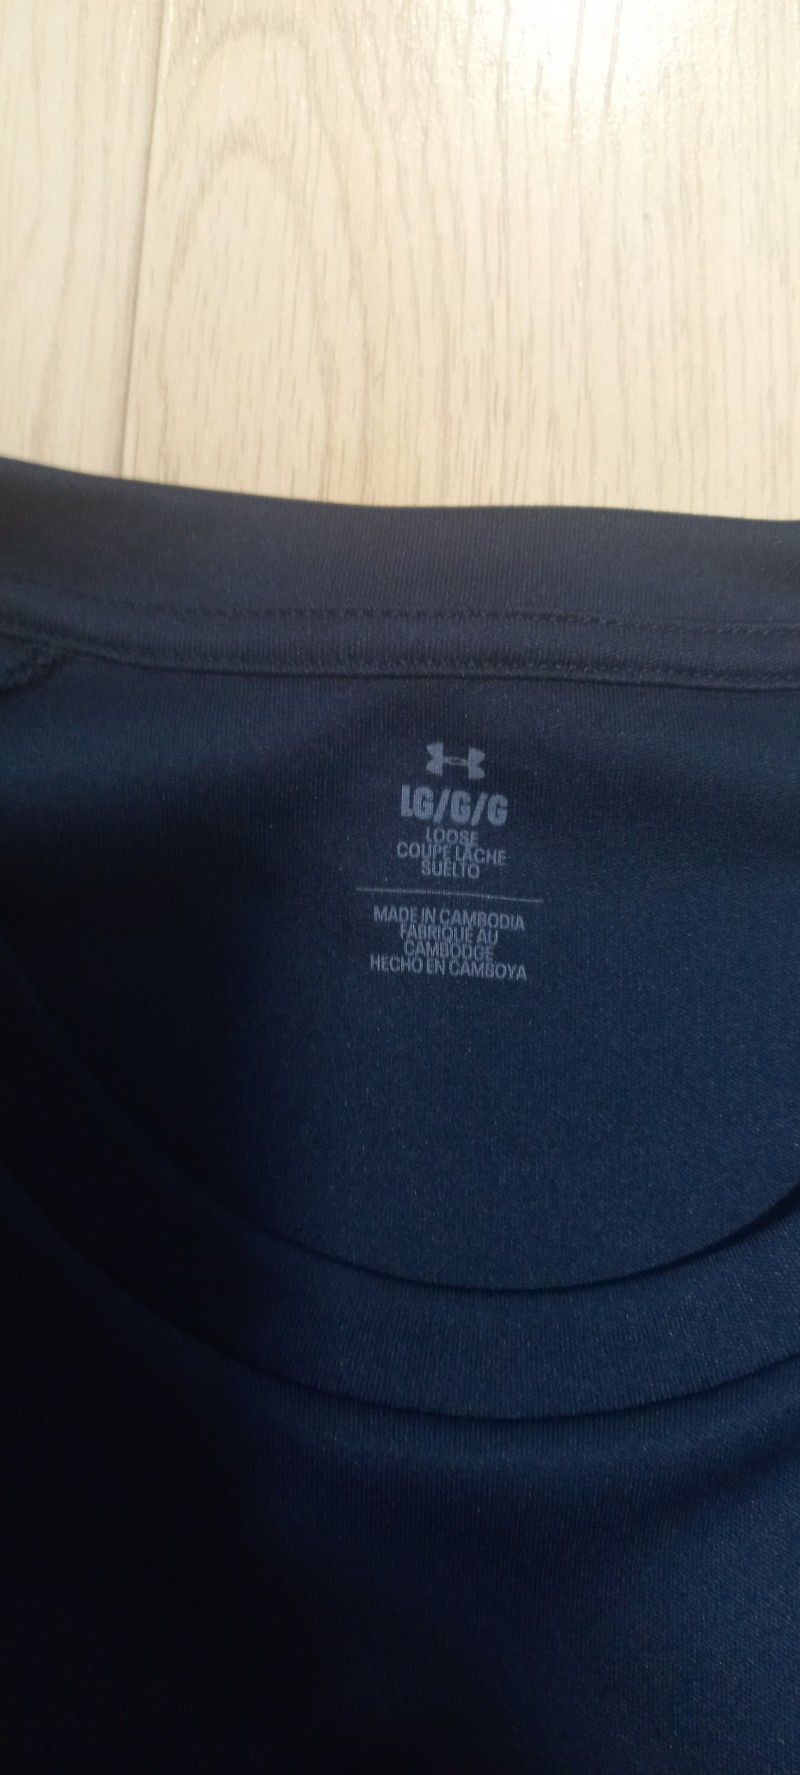 LG/G/G
LOOSE
COUPE LACHE
SUELTO
MADE IN CAMBODIA
FABRIQUE AU
CAMBODGE
HECHO EN CAMBOYA